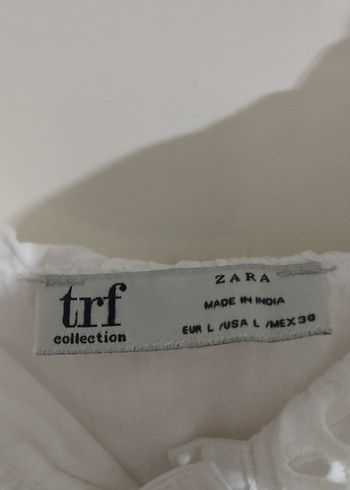 trf
collection
ZARA
MADE IN INDIA
EUR L /USA L /MEX 30